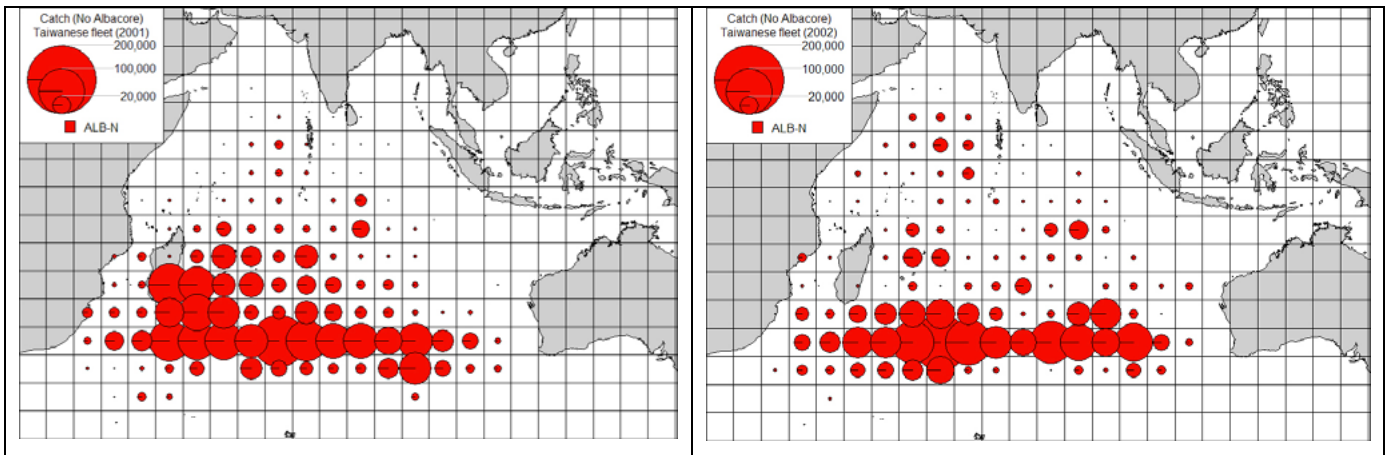 Catch (No Albacore)
Taiwanese fleet (2001)
200,000
100,000
20,000
ALB-N
Catch (No Albacore)
Taiwanese fleet (2002)
200,000
100,000
20,000
ALB-N